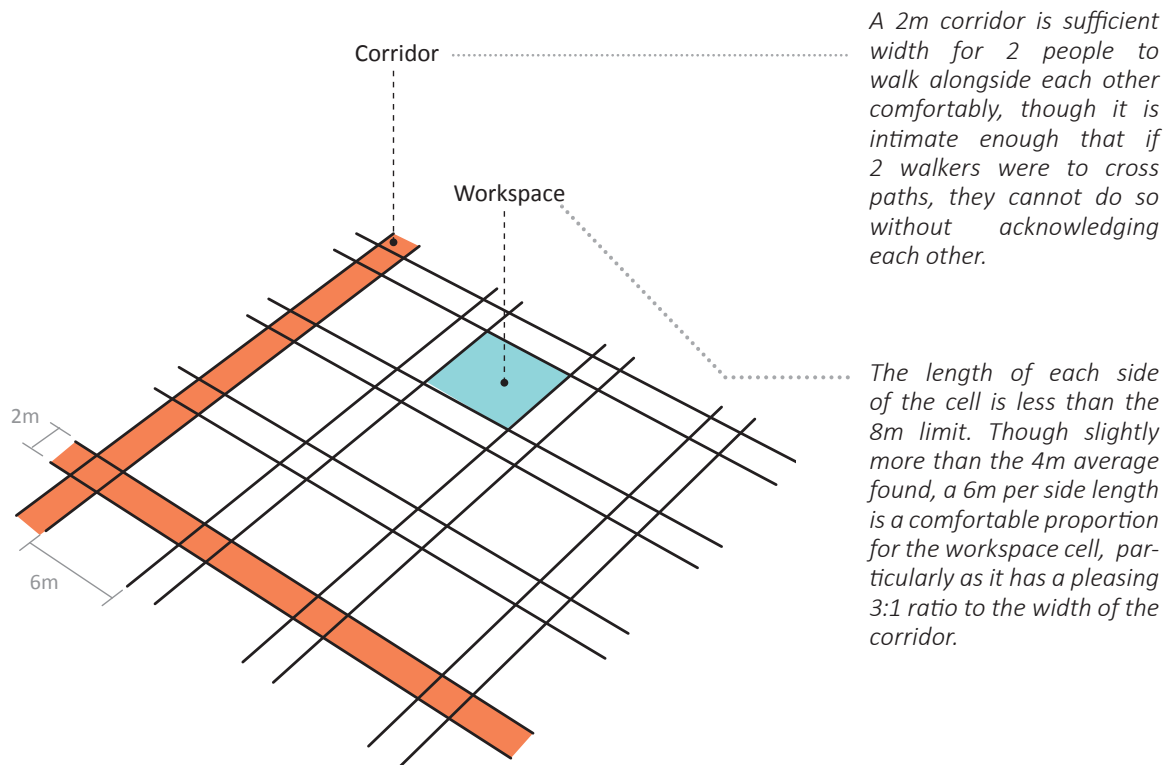 Corridor
A 2m corridor is sufficient
width for 2 people to
walk alongside each other
comfortably, though it is
intimate enough that if
2 walkers were to cross
paths, they cannot do so
without acknowledging
each other.
Workspace
The length of each side
of the cell is less than the
8m limit. Though slightly
more than the 4m average
found, a 6m per side length
is a comfortable proportion
for the workspace cell, par-
ticularly as it has a pleasing
3:1 ratio to the width of the
corridor.
2m
6m